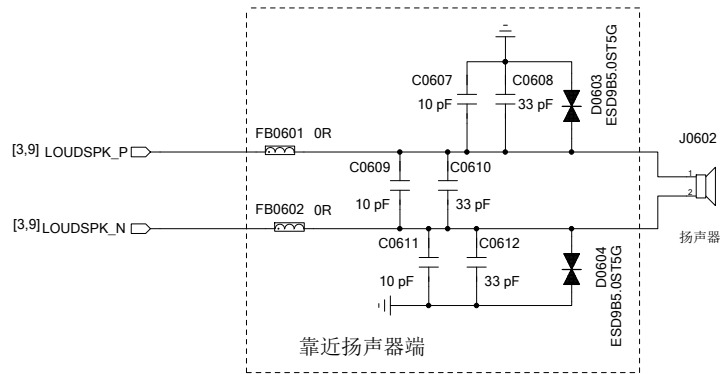 C0607
C0608
10 pF
33 pF
D0603
ESD9B5.0ST5G
J0602
FB0601 0R
[3,9] LOUDSPK_P
1
C0609
C0610
2
10 pF
33 pF
FB0602 0R
[3,9] LOUDSPK_N
扬声器
C0611
C0612
10 pF
33 pF
D0604
ESD9B5.0ST5G
靠近扬声器端